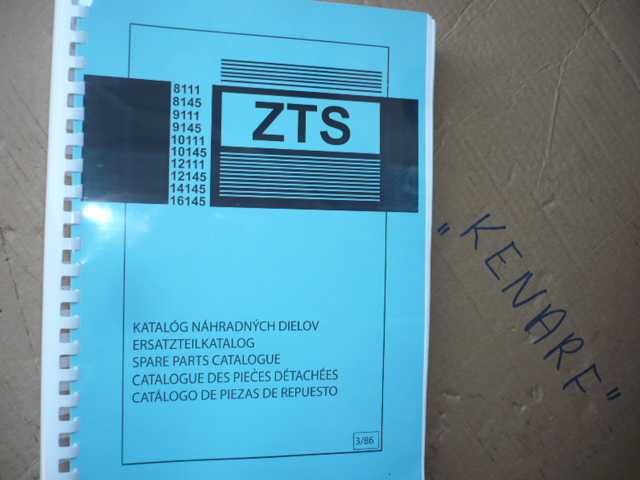 8111
8145
9111
9145
10111
10145
12111
12145
14145
16145
ZTS
KATALÓG NÁHRADNÝCH DIELOV
ERSATZTEILKATALOG
SPARE PARTS CATALOGUE
CATALOGUE DES PIEČES DÉTACHÉES
CATÁLOGO DE PIEZAS DE REPUESTO
3/86
„KENARF"